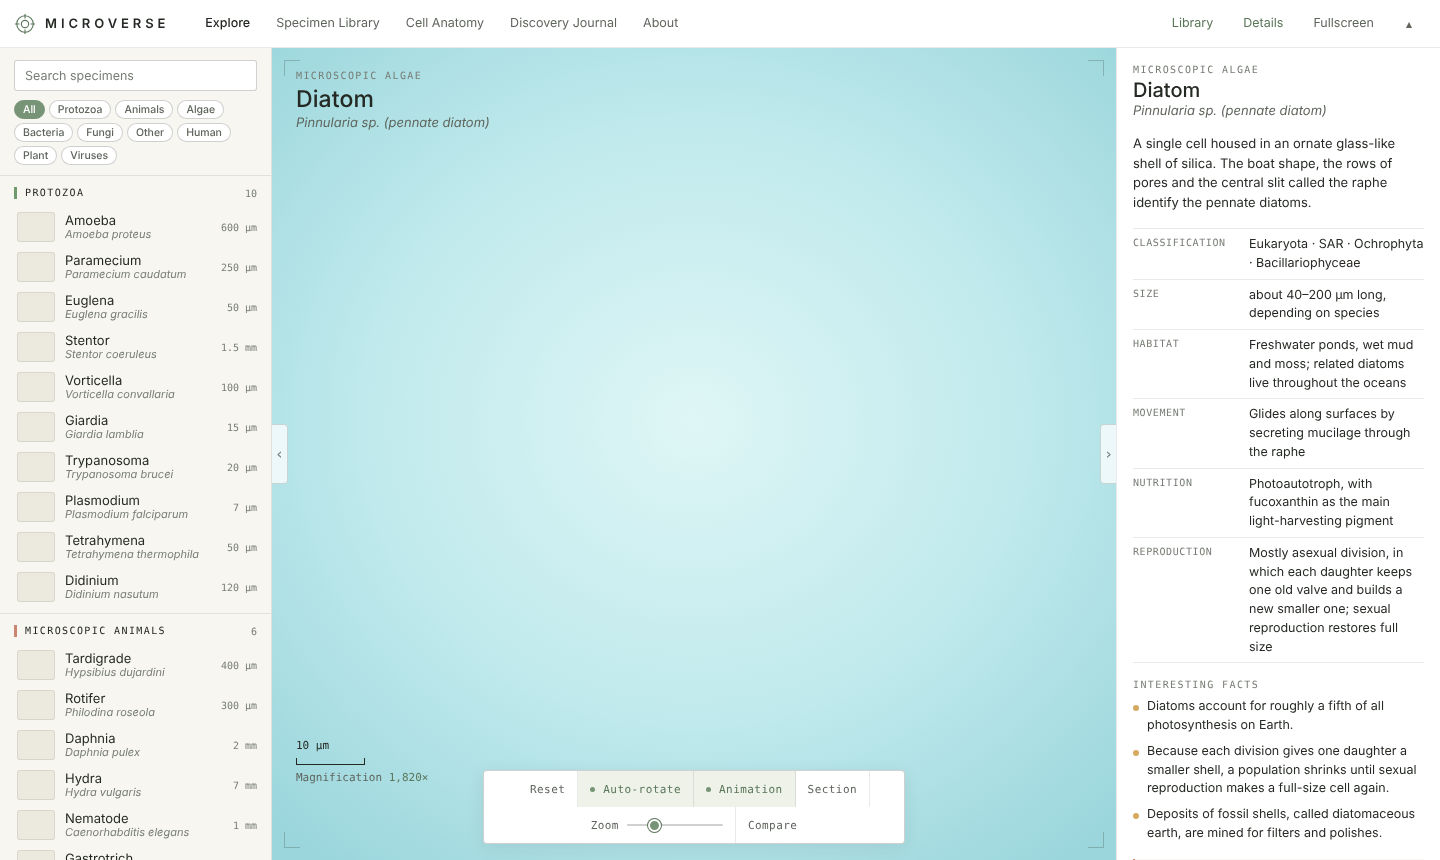 MICROVERSE
Explore
Specimen Library
Cell Anatomy
Discovery Journal
About
Library
Details
Fullscreen
Search specimens
All
Protozoa
Animals
Algae
Bacteria
Fungi
Other
Human
Plant
Viruses
PROTOZOA 10
Amoeba
Amoeba proteus
600 µm
Paramecium
Paramecium caudatum
250 µm
Euglena
Euglena gracilis
50 µm
Stentor
Stentor coeruleus
1.5 mm
Vorticella
Vorticella convallaria
100 µm
Giardia
Giardia lamblia
15 µm
Trypanosoma
Trypanosoma brucei
20 µm
Plasmodium
Plasmodium falciparum
7 µm
Tetrahymena
Tetrahymena thermophila
50 µm
Didinium
Didinium nasutum
120 µm
MICROSCOPIC ANIMALS 6
Tardigrade
Hypsibius dujardini
400 µm
Rotifer
Philodina roseola
300 µm
Daphnia
Daphnia pulex
2 mm
Hydra
Hydra vulgaris
7 mm
Nematode
Caenorhabditis elegans
1 mm
Gastrotrich
MICROSCOPIC ALGAE
Diatom
Pinnularia sp. (pennate diatom)
10 µm
Magnification 1,820×
Reset
Auto-rotate
Animation
Section
Zoom
Compare
MICROSCOPIC ALGAE
Diatom
Pinnularia sp. (pennate diatom)
A single cell housed in an ornate glass-like
shell of silica. The boat shape, the rows of
pores and the central slit called the raphe
identify the pennate diatoms.
CLASSIFICATION
Eukaryota · SAR · Ochrophyta
· Bacillariophyceae
SIZE
about 40–200 µm long,
depending on species
HABITAT
Freshwater ponds, wet mud
and moss; related diatoms
live throughout the oceans
MOVEMENT
Glides along surfaces by
secreting mucilage through
the raphe
NUTRITION
Photoautotroph, with
fucoxanthin as the main
light-harvesting pigment
REPRODUCTION
Mostly asexual division, in
which each daughter keeps
one old valve and builds a
new smaller one; sexual
reproduction restores full
size
INTERESTING FACTS
Diatoms account for roughly a fifth of all
photosynthesis on Earth.
Because each division gives one daughter a
smaller shell, a population shrinks until sexual
reproduction makes a full-size cell again.
Deposits of fossil shells, called diatomaceous
earth, are mined for filters and polishes.